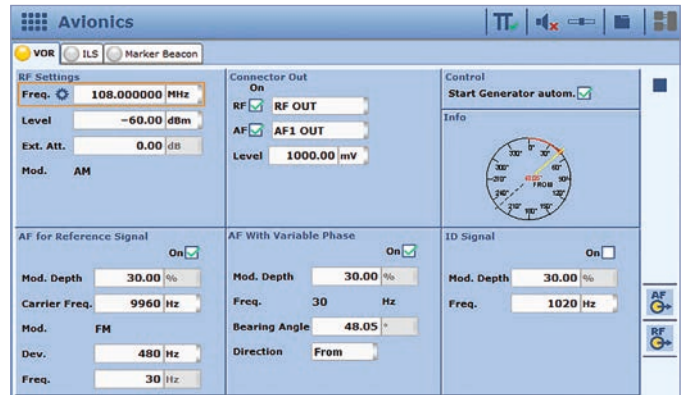 Avionics
VOR ILS Marker Beacon
RF Settings
Freq. 108.000000 MHz
Level -60.00 dBm
Ext. Att. 0.00 dB
Mod. AM
Connector Out
On
RF RF OUT
AF AF1 OUT
Level 1000.00 mV
Control
Start Generator autom.
Info
0°
30°
60°
120°
FROM
AF for Reference Signal
On
Mod. Depth 30.00 %
Carrier Freq. 9960 Hz
Mod. FM
Dev. 480 Hz
Freq. 30 Hz
AF With Variable Phase
On
Mod. Depth 30.00 %
Freq. 30 Hz
Bearing Angle 48.05 °
Direction From
ID Signal
On
Mod. Depth 30.00 %
Freq. 1020 Hz
AF
RF